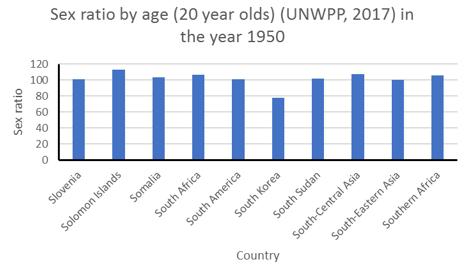 Sex ratio by age (20 year olds) (UNWPP, 2017) in
the year 1950
120
100
80
60
40
20
0
Sex ratio
Slovenia
Solomon Islands
Somalia
South Africa
South America
South Korea
South Sudan
South-Central Asia
South-Eastern Asia
Southern Africa
Country